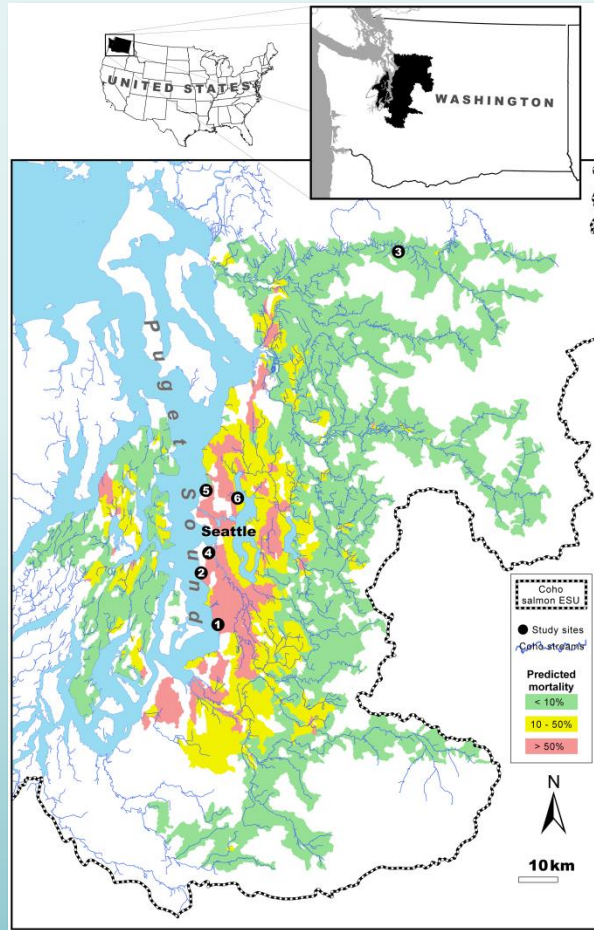 UNITED STATES
WASHINGTON
3
Puget Sound
5
6
Seattle
4
2
1
Coho
salmon ESU
Study sites
Coho streams
Predicted
mortality
< 10%
10 - 50%
> 50%
N
10 km